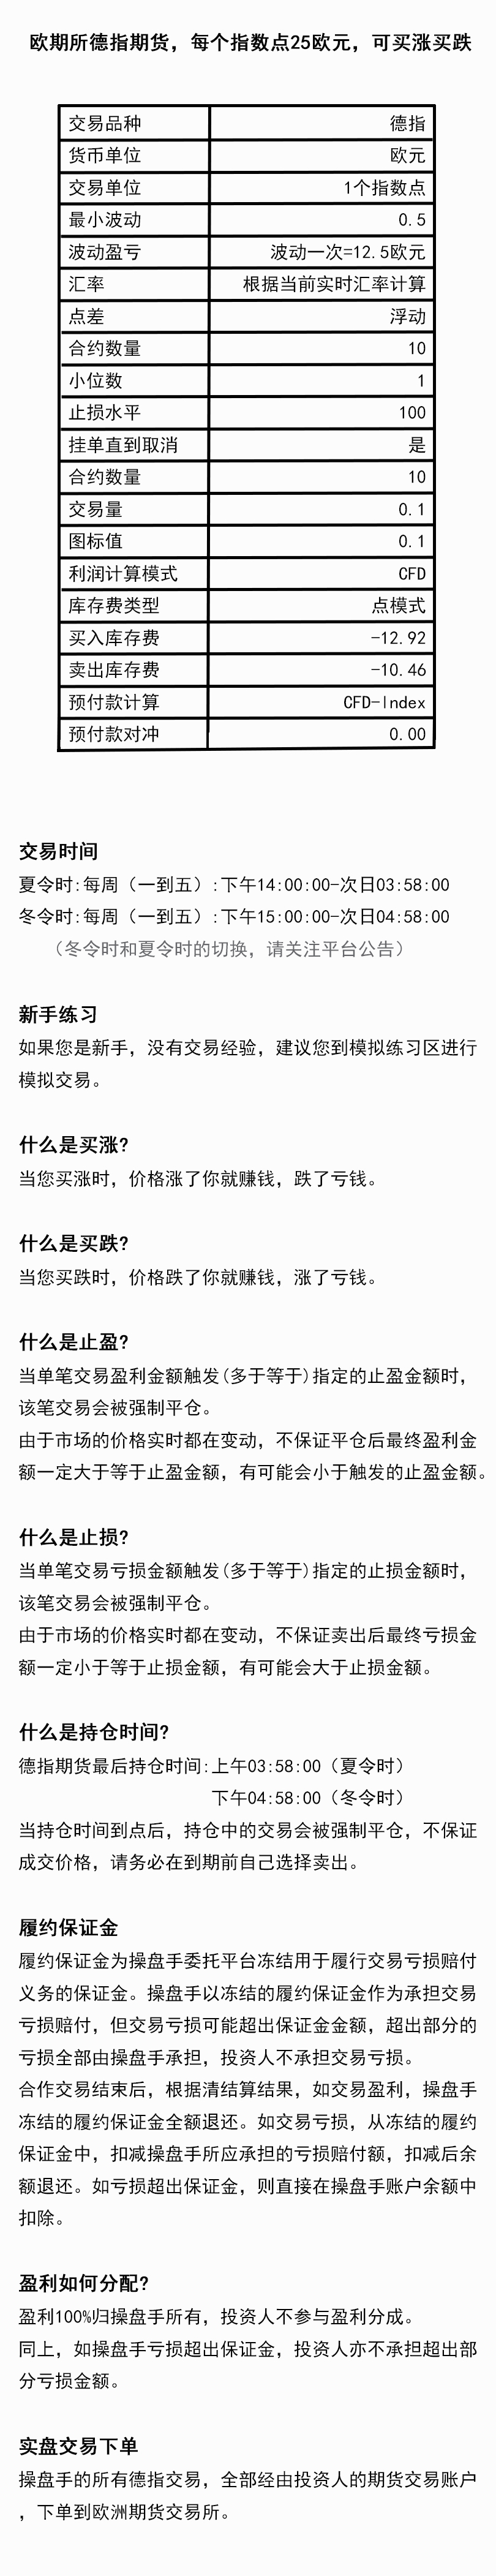 欧期所德指期货，每个指数点25欧元，可买涨买跌
交易品种 德指
货币单位 欧元
交易单位 1个指数点
最小波动 0.5
波动盈亏 波动一次=12.5欧元
汇率 根据当前实时汇率计算
点差 浮动
合约数量 10
小位数 1
止损水平 100
挂单直到取消 是
合约数量 10
交易量 0.1
图标值 0.1
利润计算模式 CFD
库存费类型 点模式
买入库存费 -12.92
卖出库存费 -10.46
预付款计算 CFD-Index
预付款对冲 0.00
交易时间
夏令时:每周（一到五）:下午14:00:00-次日03:58:00
冬令时:每周（一到五）:下午15:00:00-次日04:58:00
（冬令时和夏令时的切换，请关注平台公告）
新手练习
如果您是新手，没有交易经验，建议您到模拟练习区进行
模拟交易。
什么是买涨?
当您买涨时，价格涨了你就赚钱，跌了亏钱。
什么是买跌?
当您买跌时，价格跌了你就赚钱，涨了亏钱。
什么是止盈?
当单笔交易盈利金额触发(多于等于)指定的止盈金额时，
该笔交易会被强制平仓。
由于市场的价格实时都在变动，不保证平仓后最终盈利金
额一定大于等于止盈金额，有可能会小于触发的止盈金额。
什么是止损?
当单笔交易亏损金额触发(多于等于)指定的止损金额时，
该笔交易会被强制平仓。
由于市场的价格实时都在变动，不保证卖出后最终亏损金
额一定小于等于止损金额，有可能会大于止损金额。
什么是持仓时间?
德指期货最后持仓时间:上午03:58:00（夏令时）
下午04:58:00（冬令时）
当持仓时间到点后，持仓中的交易会被强制平仓，不保证
成交价格，请务必在到期前自己选择卖出。
履约保证金
履约保证金为操盘手委托平台冻结用于履行交易亏损赔付
义务的保证金。操盘手以冻结的履约保证金作为承担交易
亏损赔付，但交易亏损可能超出保证金金额，超出部分的
亏损全部由操盘手承担，投资人不承担交易亏损。
合作交易结束后，根据清结算结果，如交易盈利，操盘手
冻结的履约保证金全额退还。如交易亏损，从冻结的履约
保证金中，扣减操盘手所应承担的亏损赔付额，扣减后余
额退还。如亏损超出保证金，则直接在操盘手账户余额中
扣除。
盈利如何分配?
盈利100%归操盘手所有，投资人不参与盈利分成。
同上，如操盘手亏损超出保证金，投资人亦不承担超出部
分亏损金额。
实盘交易下单
操盘手的所有德指交易，全部经由投资人的期货交易账户
，下单到欧洲期货交易所。